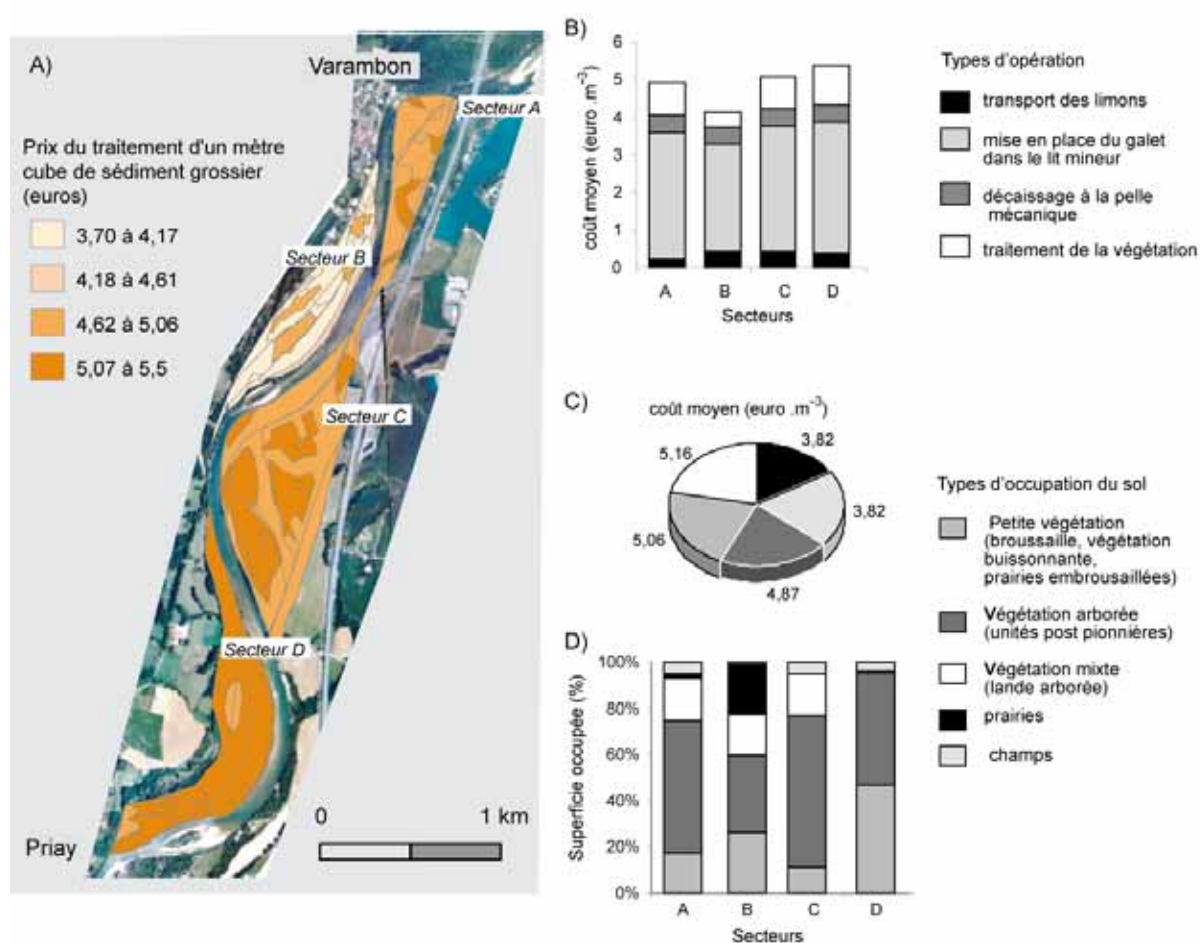 A)
Varambon
Secteur A
Prix du traitement d'un mètre
cube de sédiment grossier
(euros)
3,70 à 4,17
4,18 à 4,61
4,62 à 5,06
5,07 à 5,5
Secteur B
Secteur C
Secteur D
Priay
0 1 km
B)
coût moyen (euro .m⁻³)
6
5
4
3
2
1
0
A B C D
Secteurs
Types d'opération
transport des limons
mise en place du galet
dans le lit mineur
décaissage à la pelle
mécanique
traitement de la végétation
C)
coût moyen (euro .m⁻³)
5,16
3,82
3,82
5,06
4,87
Types d'occupation du sol
Petite végétation
(broussaille, végétation
buissonnante,
prairies embrousaillées)
Végétation arborée
(unités post pionnières)
Végétation mixte
(lande arborée)
prairies
champs
D)
Superficie occupée (%)
100%
80%
60%
40%
20%
0%
A B C D
Secteurs